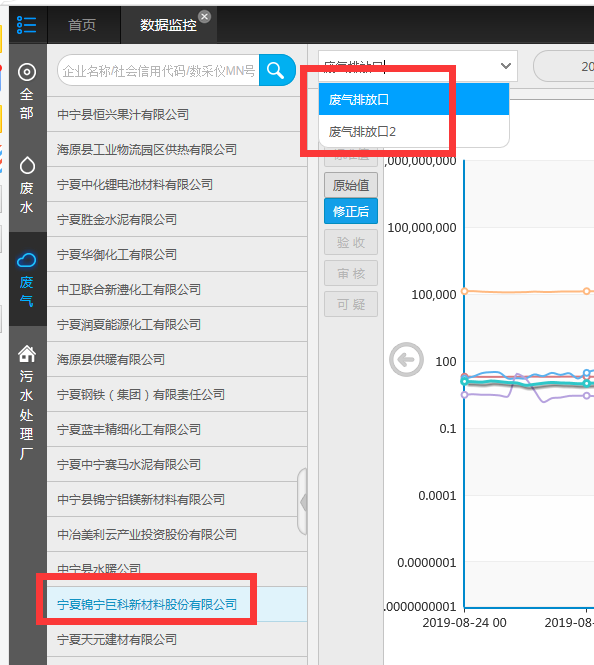 首页
数据监控
全部
废水
废气
污水处理厂
企业名称/社会信用代码/数采仪MN号
中宁县恒兴果汁有限公司
海原县工业物流园区供热有限公司
宁夏中化锂电池材料有限公司
宁夏胜金水泥有限公司
宁夏华御化工有限公司
中卫联合新澧化工有限公司
宁夏润夏能源化工有限公司
海原县供暖有限公司
宁夏钢铁（集团）有限责任公司
宁夏蓝丰精细化工有限公司
宁夏中宁赛马水泥有限公司
中宁县锦宁铝镁新材料有限公司
中冶美利云产业投资股份有限公司
中宁县水暖公司
宁夏锦宁巨科新材料股份有限公司
宁夏天元建材有限公司
废气排放口
20
废气排放口
废气排放口2
标准值
原始值
修正后
验 收
审 核
可 疑
,000,000,000
100,000,000
100,000
100
0.1
0.0001
0.0000001
.0000000001
2019-08-24 00
2019-08-